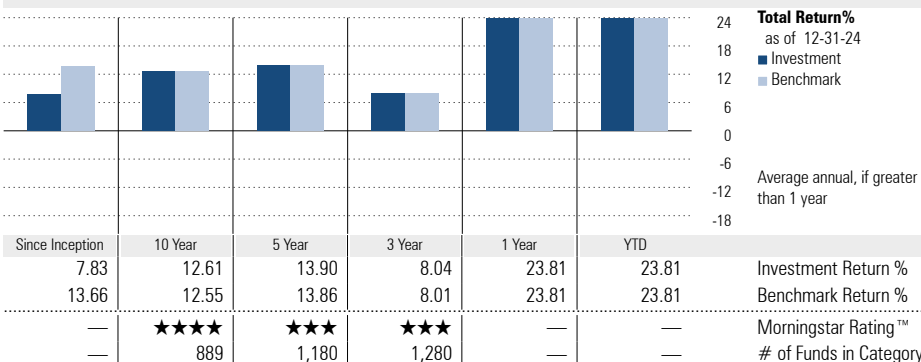 24
18
12
6
0
-6
-12
-18
Total Return%
as of 12-31-24
Investment
Benchmark
Average annual, if greater
than 1 year
Since Inception 10 Year 5 Year 3 Year 1 Year YTD
7.83 12.61 13.90 8.04 23.81 23.81 Investment Return %
13.66 12.55 13.86 8.01 23.81 23.81 Benchmark Return %
— ★★★★ ★★★ ★★★ — — Morningstar Rating™
— 889 1,180 1,280 — — # of Funds in Category